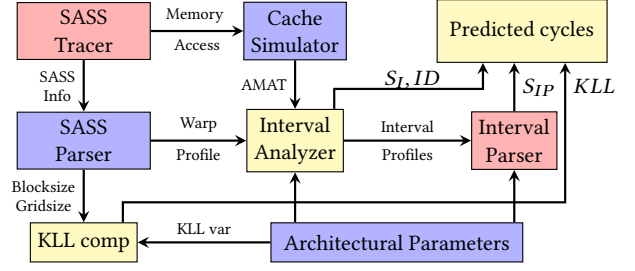 SASS
Tracer
Memory
Access
Cache
Simulator
Predicted cycles
SASS
Info
AMAT
S_I, ID
S_IP
KLL
SASS
Parser
Warp
Profile
Interval
Analyzer
Interval
Profiles
Interval
Parser
Blocksize
Gridsize
KLL comp
KLL var
Architectural Parameters